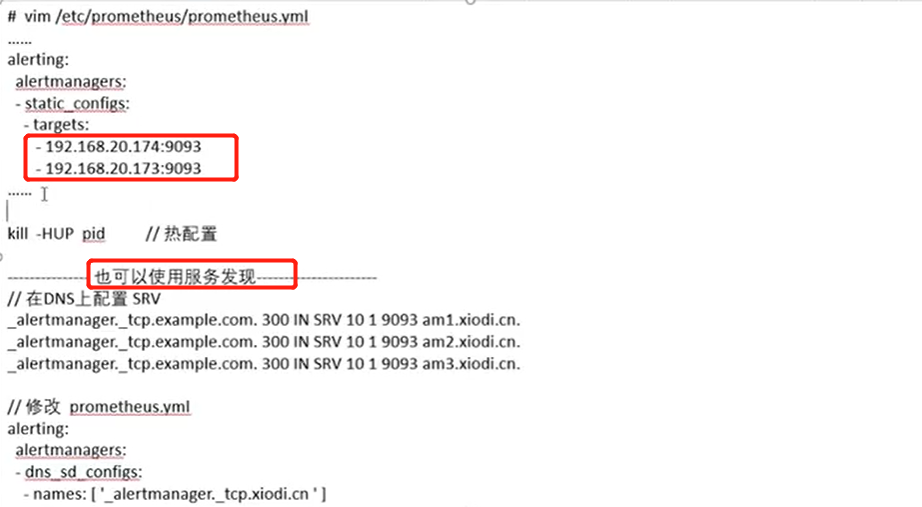 # vim /etc/prometheus/prometheus.yml
......
alerting:
alertmanagers:
- static_configs:
- targets:
- 192.168.20.174:9093
- 192.168.20.173:9093
......
kill -HUP pid // 热配置
---------------- 也可以使用服务发现----------------------
// 在DNS上配置 SRV
_alertmanager._tcp.example.com. 300 IN SRV 10 1 9093 am1.xiodi.cn.
_alertmanager._tcp.example.com. 300 IN SRV 10 1 9093 am2.xiodi.cn.
_alertmanager._tcp.example.com. 300 IN SRV 10 1 9093 am3.xiodi.cn.
// 修改 prometheus.yml
alerting:
alertmanagers:
- dns_sd_configs:
- names: [ '_alertmanager._tcp.xiodi.cn ' ]